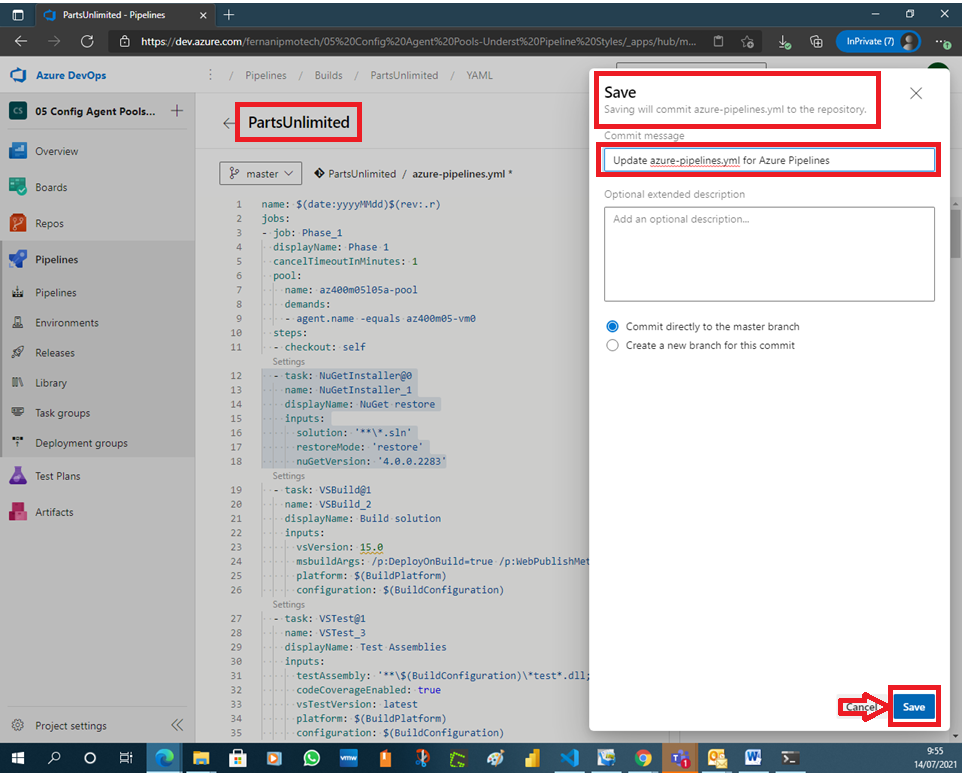 PartsUnlimited - Pipelines
https://dev.azure.com/fernanipmotech/05%20Config%20Agent%20Pools-Underst%20Pipeline%20Styles/_apps/hub/m...
InPrivate (7)
Azure DevOps
/ Pipelines / Builds / PartsUnlimited / YAML
CS 05 Config Agent Pools...
Overview
Boards
Repos
Pipelines
Pipelines
Environments
Releases
Library
Task groups
Deployment groups
Test Plans
Artifacts
Project settings
PartsUnlimited
master
PartsUnlimited / azure-pipelines.yml *
1 name: $(date:yyyyMMdd)$(rev:.r)
2 jobs:
3 - job: Phase_1
4 displayName: Phase 1
5 cancelTimeoutInMinutes: 1
6 pool:
7 name: az400m05l05a-pool
8 demands:
9 - agent.name -equals az400m05-vm0
10 steps:
11 - checkout: self
Settings
12 - task: NuGetInstaller@0
13 name: NuGetInstaller_1
14 displayName: NuGet restore
15 inputs:
16 solution: '**\*.sln'
17 restoreMode: 'restore'
18 nuGetVersion: '4.0.0.2283'
Settings
19 - task: VSBuild@1
20 name: VSBuild_2
21 displayName: Build solution
22 inputs:
23 vsVersion: 15.0
24 msbuildArgs: /p:DeployOnBuild=true /p:WebPublishMet
25 platform: $(BuildPlatform)
26 configuration: $(BuildConfiguration)
Settings
27 - task: VSTest@1
28 name: VSTest_3
29 displayName: Test Assemblies
30 inputs:
31 testAssembly: '**\$(BuildConfiguration)\*test*.dll;
32 codeCoverageEnabled: true
33 vsTestVersion: latest
34 platform: $(BuildPlatform)
35 configuration: $(BuildConfiguration)
Save
Saving will commit azure-pipelines.yml to the repository.
Commit message
Update azure-pipelines.yml for Azure Pipelines
Optional extended description
Add an optional description...
Commit directly to the master branch
Create a new branch for this commit
Cancel
Save
vmw
9:55
14/07/2021